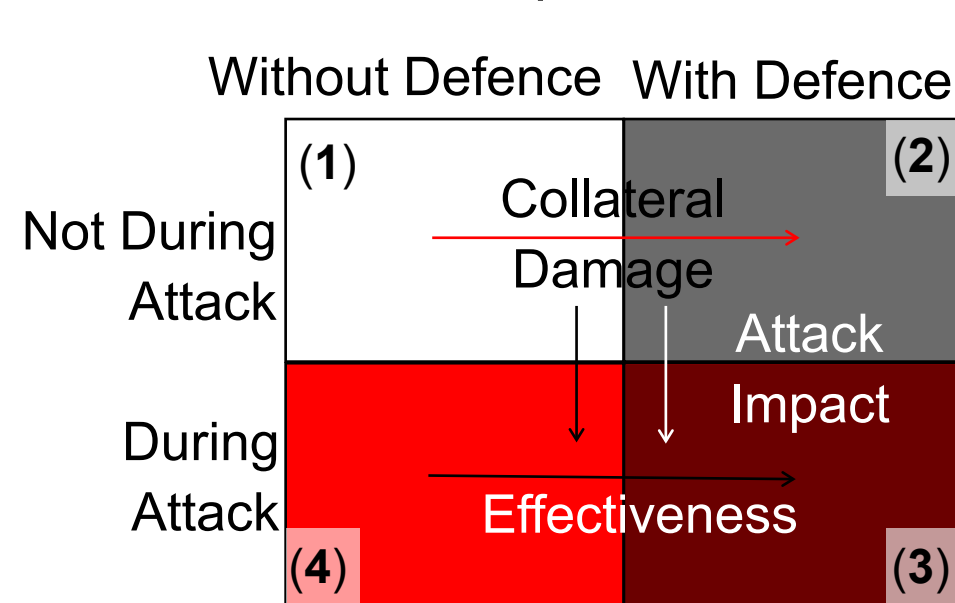 Without Defence With Defence
(1) (2)
Collateral
Not During
Damage
Attack
Attack
Impact
During
Attack
Effectiveness
(4) (3)